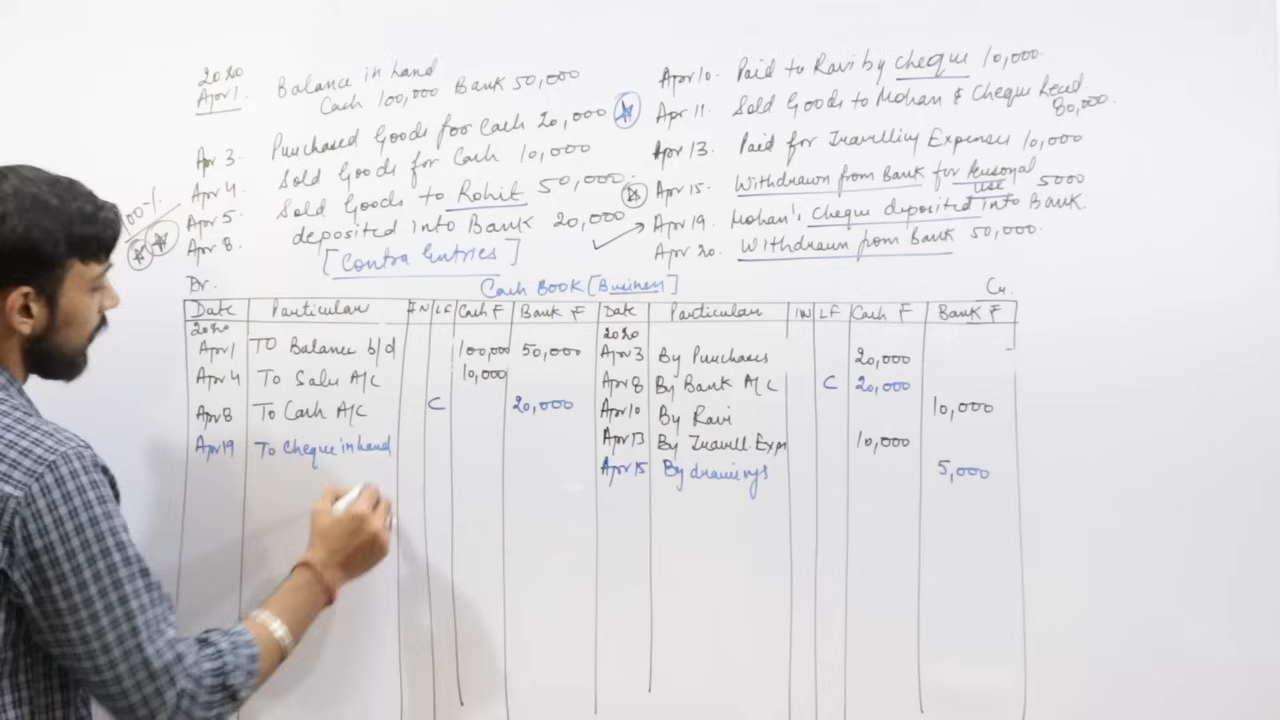 2020
Apr 1. Balance in hand
Cash 100,000 Bank 50,000
Apr 3. Purchased Goods for Cash 20,000
Apr 4. Sold Goods for Cash 10,000
Apr 5. Sold Goods to Rohit 50,000.
Apr 8. deposited into Bank 20,000
[Contra Entries]
Apr 10. Paid to Ravi by cheque 10,000.
Apr 11. Sold Goods to Mohan & Cheque Recd.
80,000.
Apr 13. Paid for Travelling Expenses 10,000
Apr 15. Withdrawn from Bank for Personal
use 5000
Apr 19. Mohan's Cheque deposited into Bank.
Apr 20. Withdrawn from Bank 50,000.
Dr. Cash BOOK [Business] Cr.
Date Particular LF Cash ₹ Bank ₹ Date Particular LF Cash ₹ Bank ₹
2020 2020
Apr 1 To Balance b/d 100,000 50,000 Apr 3 By Purchases 20,000
Apr 4 To Sales A/C 10,000 Apr 8 By Bank A/C C 20,000
Apr 8 To Cash A/C C 20,000 Apr 10 By Ravi 10,000
Apr 19 To Cheque in hand Apr 13 By Travell. Exp 10,000
Apr 15 By drawings 5,000